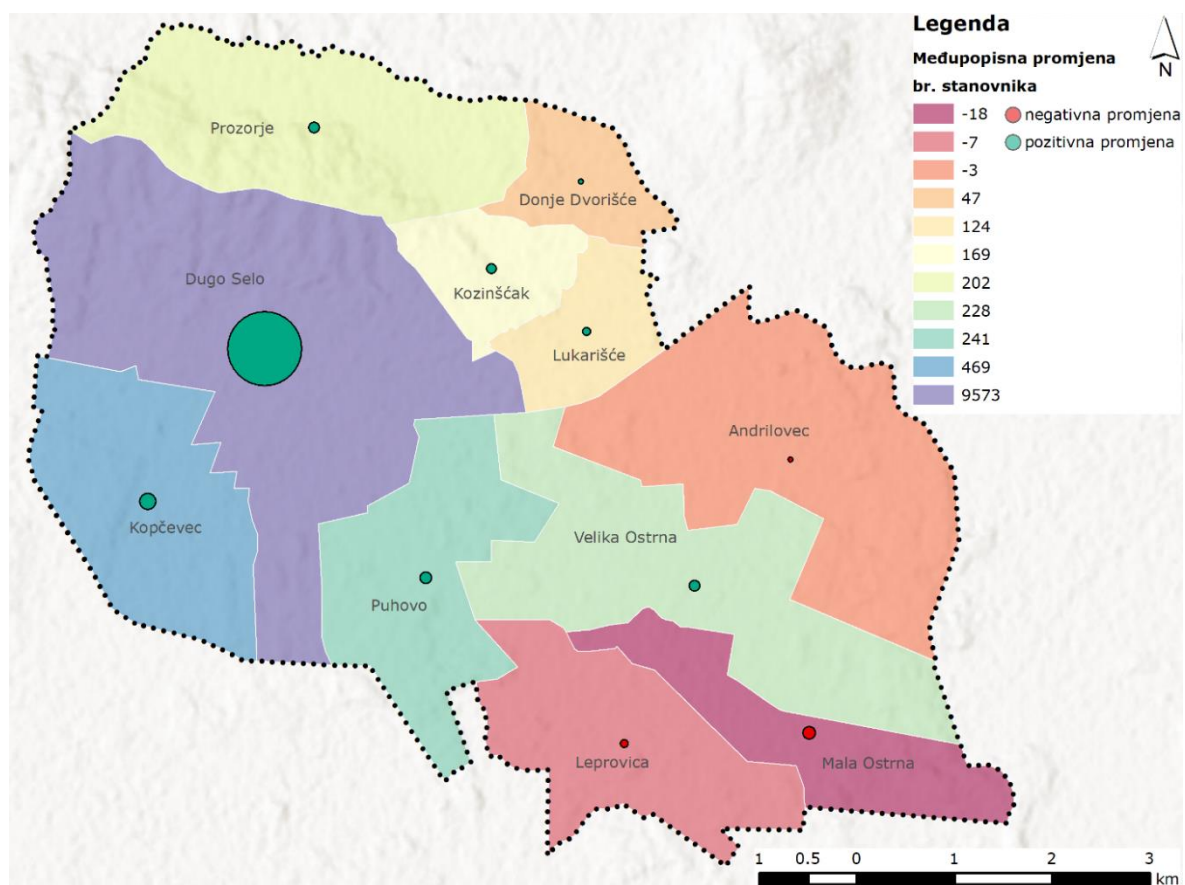 Legenda
Međupopisna promjena
br. stanovnika
-18
negativna promjena
-7
pozitivna promjena
-3
47
124
169
202
228
241
469
9573
N
Prozorje
Donje Dvorišće
Dugo Selo
Kozinšćak
Lukarišće
Andrilovec
Kopčevec
Velika Ostrna
Puhovo
Leprovica
Mala Ostrna
1 0.5 0 1 2 3
km